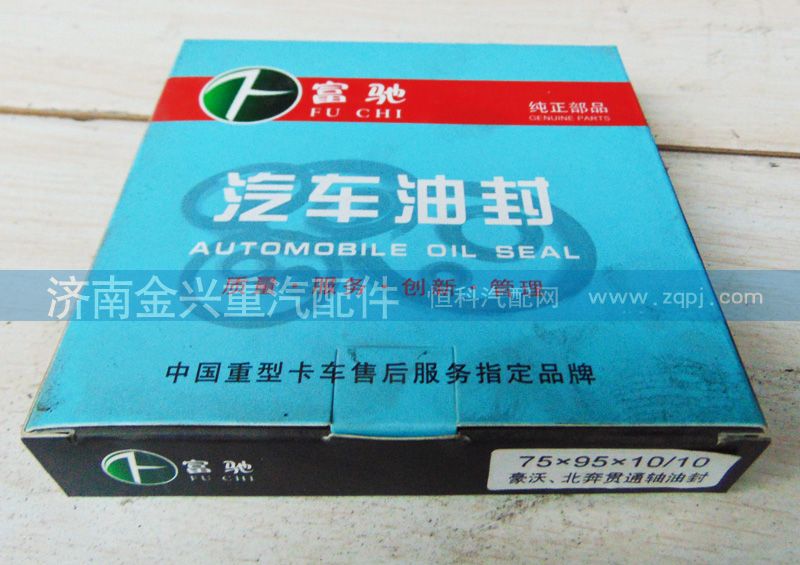 富驰
FU CHI
纯正部品
GENUINE PARTS
汽车油封
AUTOMOBILE OIL SEAL
质量·服务·创新·管理
济南金兴重汽配件 恒科汽配网 www.zqpj.com
中国重型卡车售后服务指定品牌
富驰
FU CHI
75×95×10/10
豪沃、北奔贯通轴油封